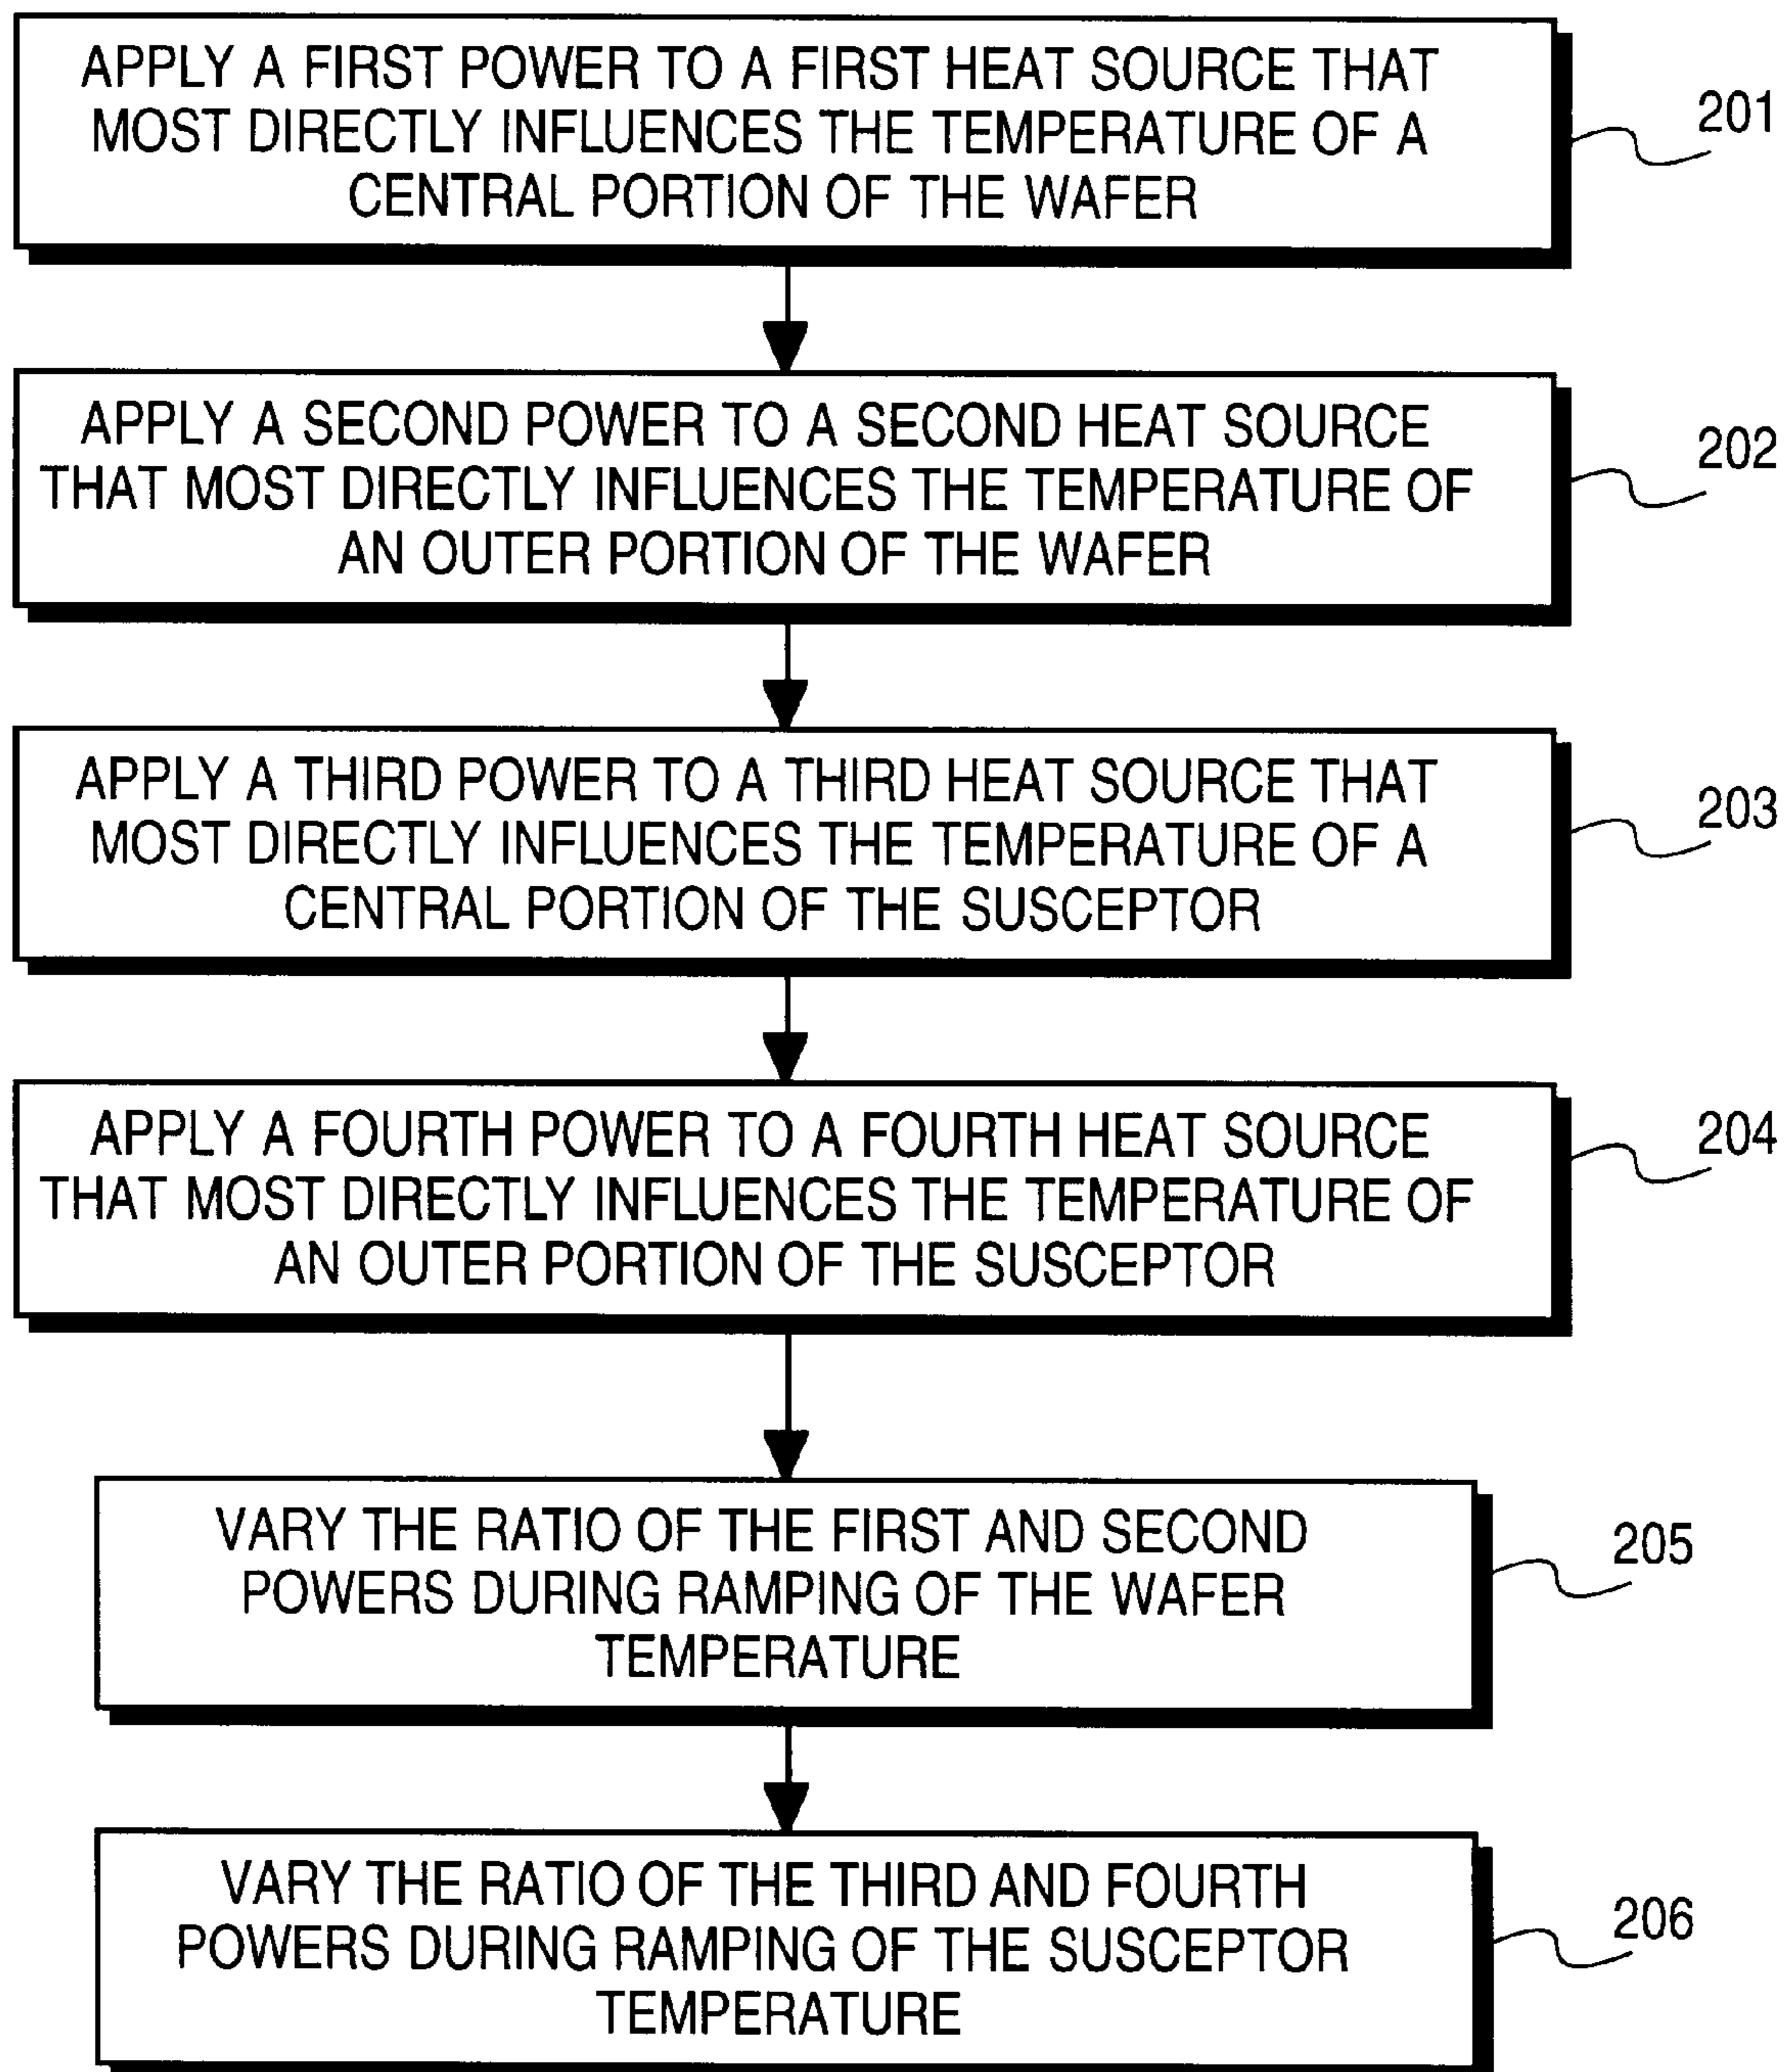 APPLY A FIRST POWER TO A FIRST HEAT SOURCE THAT
MOST DIRECTLY INFLUENCES THE TEMPERATURE OF A
CENTRAL PORTION OF THE WAFER
201
APPLY A SECOND POWER TO A SECOND HEAT SOURCE
THAT MOST DIRECTLY INFLUENCES THE TEMPERATURE OF
AN OUTER PORTION OF THE WAFER
202
APPLY A THIRD POWER TO A THIRD HEAT SOURCE THAT
MOST DIRECTLY INFLUENCES THE TEMPERATURE OF A
CENTRAL PORTION OF THE SUSCEPTOR
203
APPLY A FOURTH POWER TO A FOURTH HEAT SOURCE
THAT MOST DIRECTLY INFLUENCES THE TEMPERATURE OF
AN OUTER PORTION OF THE SUSCEPTOR
204
VARY THE RATIO OF THE FIRST AND SECOND
POWERS DURING RAMPING OF THE WAFER
TEMPERATURE
205
VARY THE RATIO OF THE THIRD AND FOURTH
POWERS DURING RAMPING OF THE SUSCEPTOR
TEMPERATURE
206